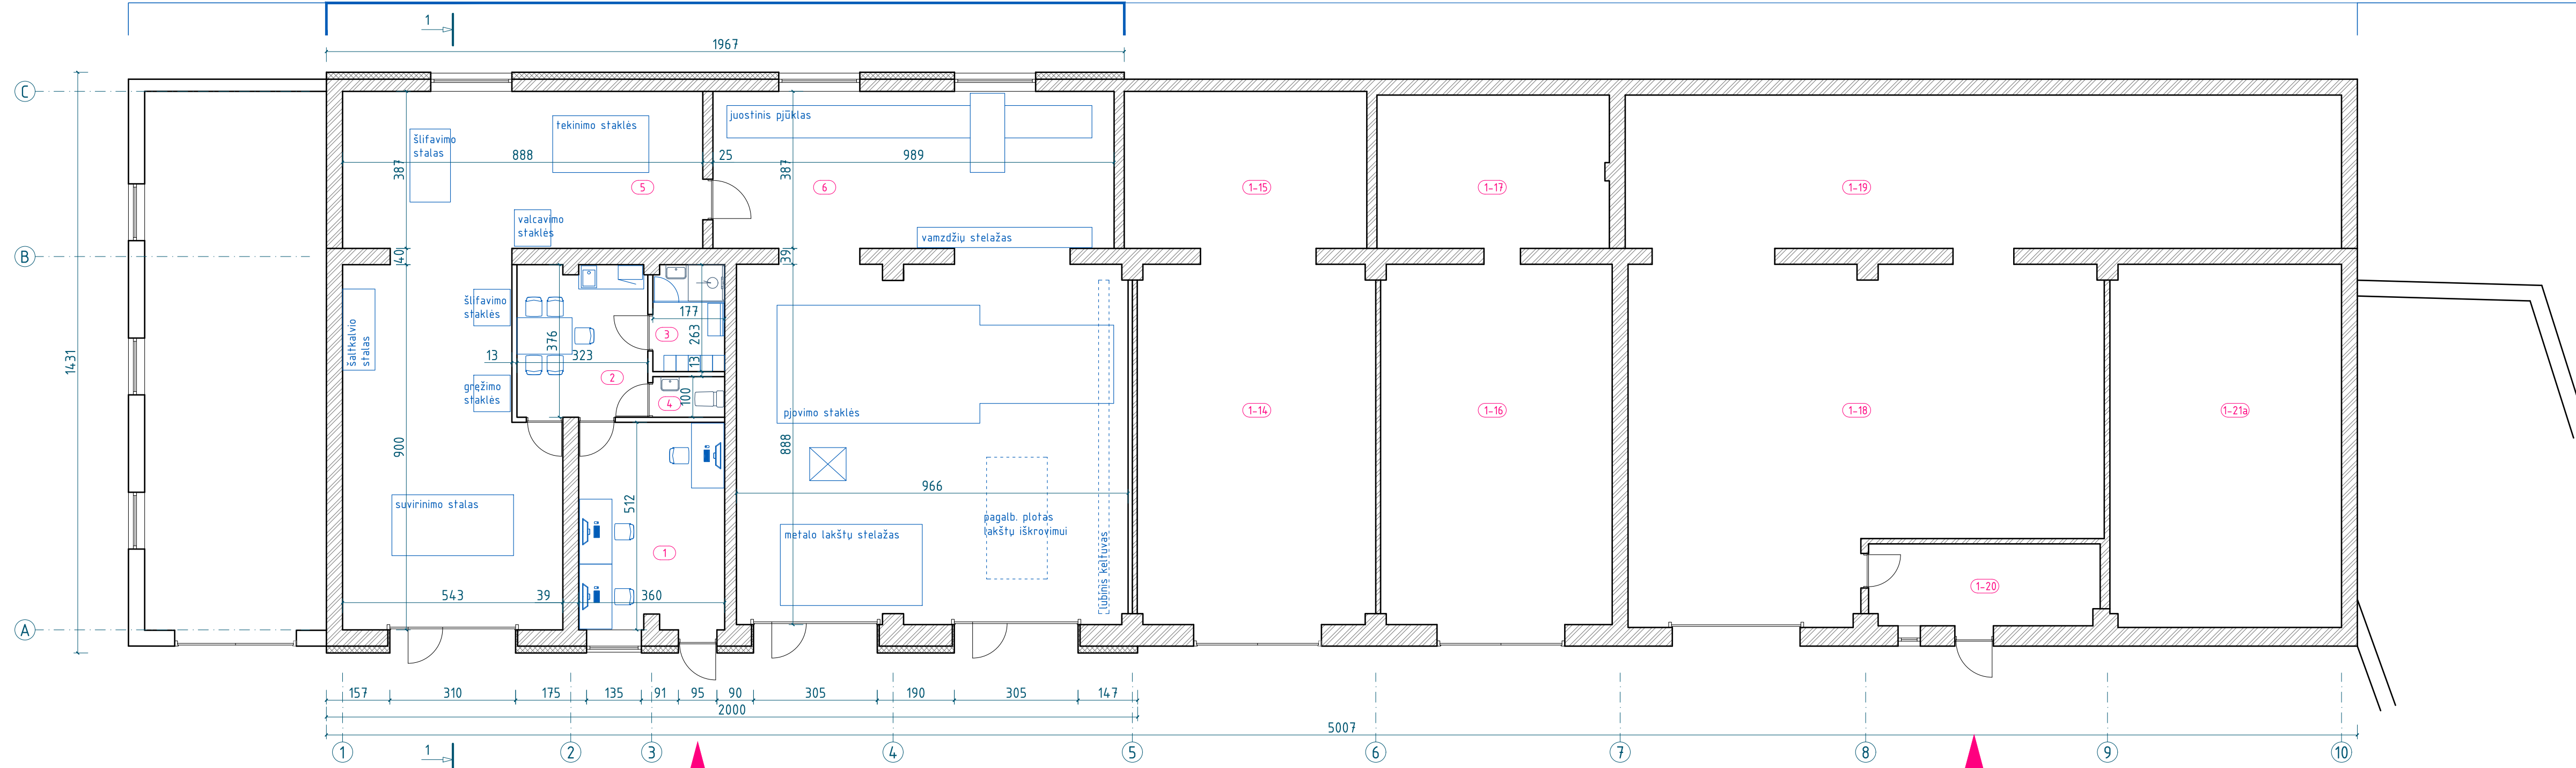 1
1967
C
juostinis pjūklas
tekinimo staklės
šlifavimo
stalas
387
888
25
387
989
5
6
1-15
1-17
1-19
valcavimo
staklės
vamzdžių stelažas
B
40
39
šlifavimo
staklės
šaltkalvio
stalas
177
376
3
263
1431
13
323
13
2
gręžimo
staklės
100
4
pjovimo staklės
1-14
1-16
1-18
1-21a
900
888
966
suvirinimo stalas
512
metalo lakštų stelažas
pagalb. plotas
lakštų iškrovimui
lubinis keltuvas
1
1-20
543
39
360
A
157
310
175
135
91
95
90
305
190
305
147
2000
5007
1
1
2
3
4
5
6
7
8
9
10